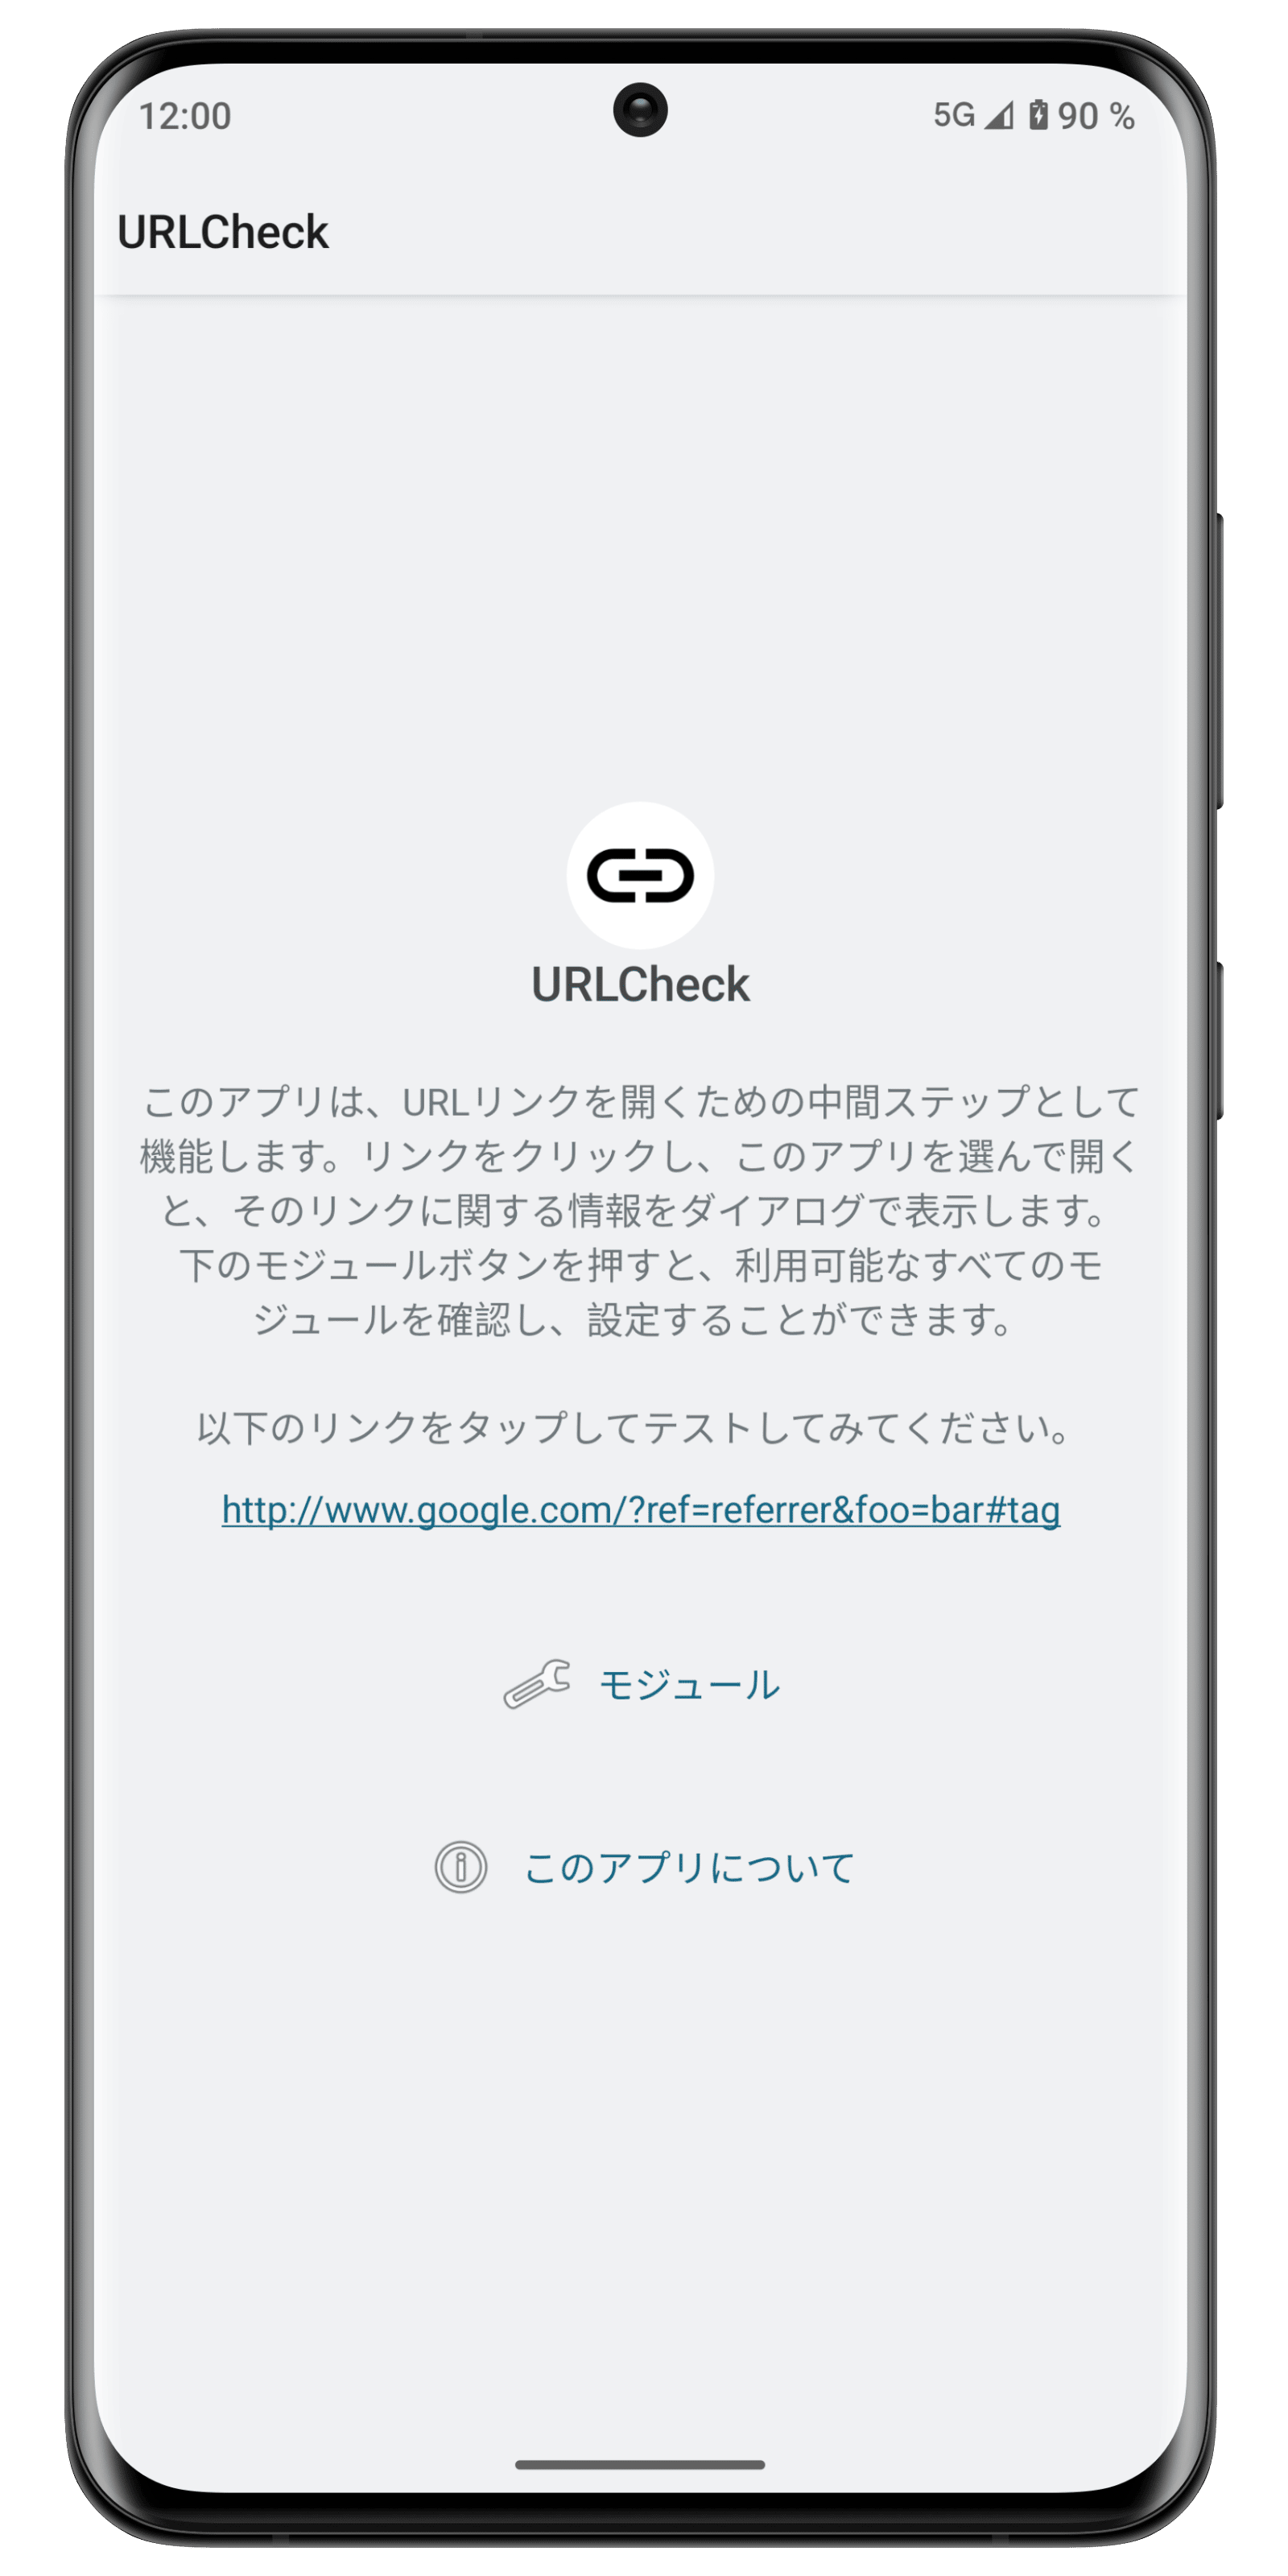 12:00
5G 90 %
URLCheck
URLCheck
このアプリは、URLリンクを開くための中間ステップとして
機能します。リンクをクリックし、このアプリを選んで開く
と、そのリンクに関する情報をダイアログで表示します。
下のモジュールボタンを押すと、利用可能なすべてのモ
ジュールを確認し、設定することができます。
以下のリンクをタップしてテストしてみてください。
http://www.google.com/?ref=referrer&foo=bar#tag
モジュール
このアプリについて